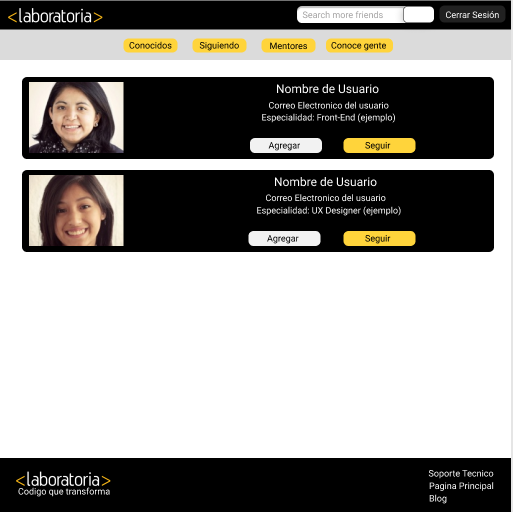 <laboratoria>
Search more friends
Cerrar Sesión
Conocidos
Siguiendo
Mentores
Conoce gente
Nombre de Usuario
Correo Electronico del usuario
Especialidad: Front-End (ejemplo)
Agregar
Seguir
Nombre de Usuario
Correo Electronico del usuario
Especialidad: UX Designer (ejemplo)
Agregar
Seguir
<laboratoria>
Codigo que transforma
Soporte Tecnico
Pagina Principal
Blog